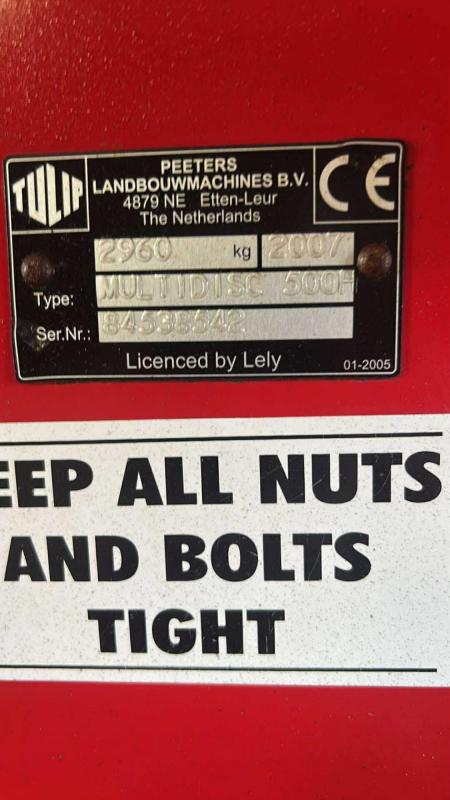 TULIP
PEETERS
LANDBOUWMACHINES B.V.
4879 NE Etten-Leur
The Netherlands
CE
2960 kg 2007
Type: MULTIDISC 500H
Ser.Nr.: 84538542
Licenced by Lely 01-2005
EEP ALL NUTS
AND BOLTS
TIGHT